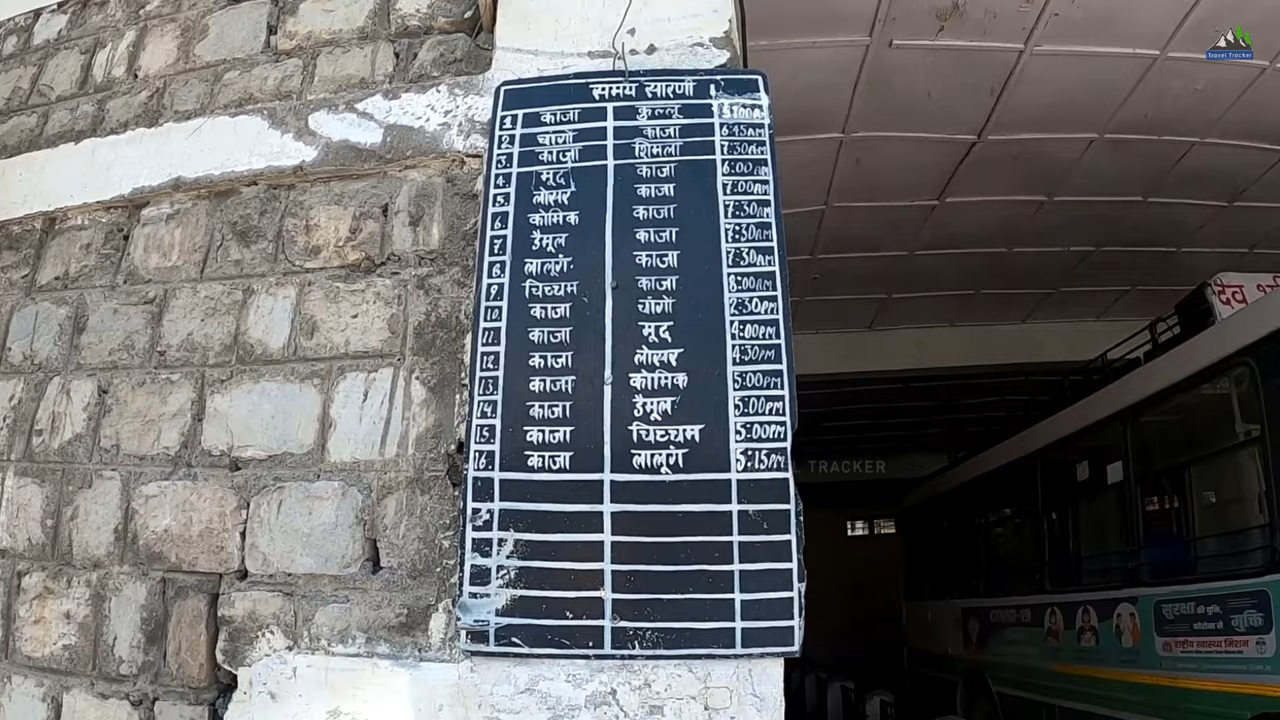 Travel Tracker
समय सारणी
1. काजा कुल्लू 5:00AM
2. चांगो काजा 6:45AM
3. काजा शिमला 7:30AM
4. मूद काजा 6:00AM
5. लोसर काजा 7:00AM
6. कोमिक काजा 7:30AM
7. डैमूल काजा 7:30AM
8. लालूंग काजा 7:30AM
9. चिच्चम काजा 8:00AM
10. काजा चांगो 2:30PM
11. काजा मूद 4:00PM
12. काजा लोसर 4:30PM
13. काजा कोमिक 5:00PM
14. काजा डैमूल 5:00PM
15. काजा चिच्चम 5:00PM
16. काजा लालूंग 5:15PM
TRACKER
देव
COVID-19
सुरक्षा की युक्ति,
कोरोना से मुक्ति
राष्ट्रीय स्वास्थ्य मिशन